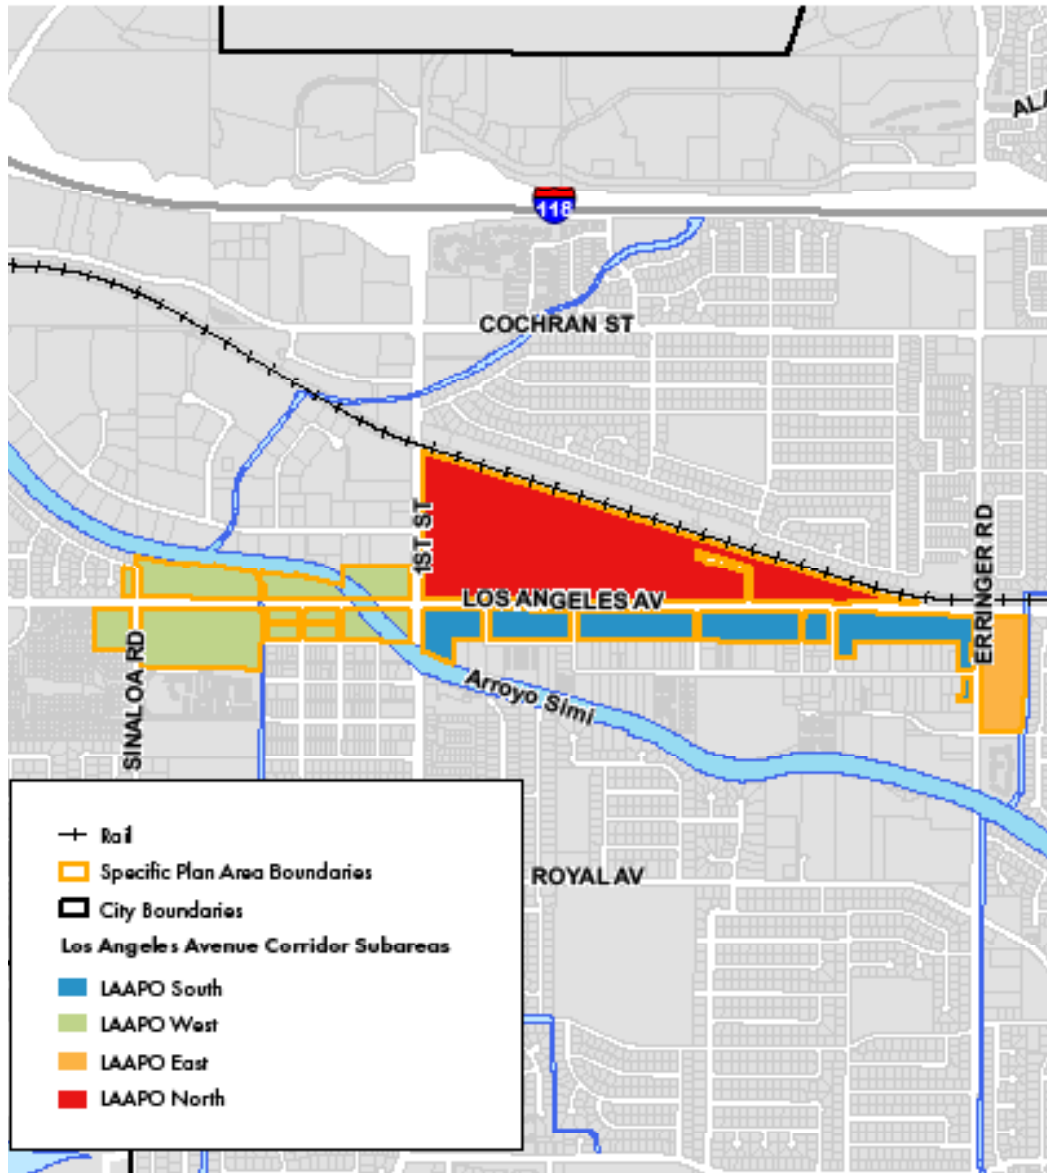 ALA
118
COCHRAN ST
1ST ST
ERRINGER RD
LOS ANGELES AV
SINALOA RD
Arroyo Simi
ROYAL AV
Rail
Specific Plan Area Boundaries
City Boundaries
Los Angeles Avenue Corridor Subareas
LAAPO South
LAAPO West
LAAPO East
LAAPO North